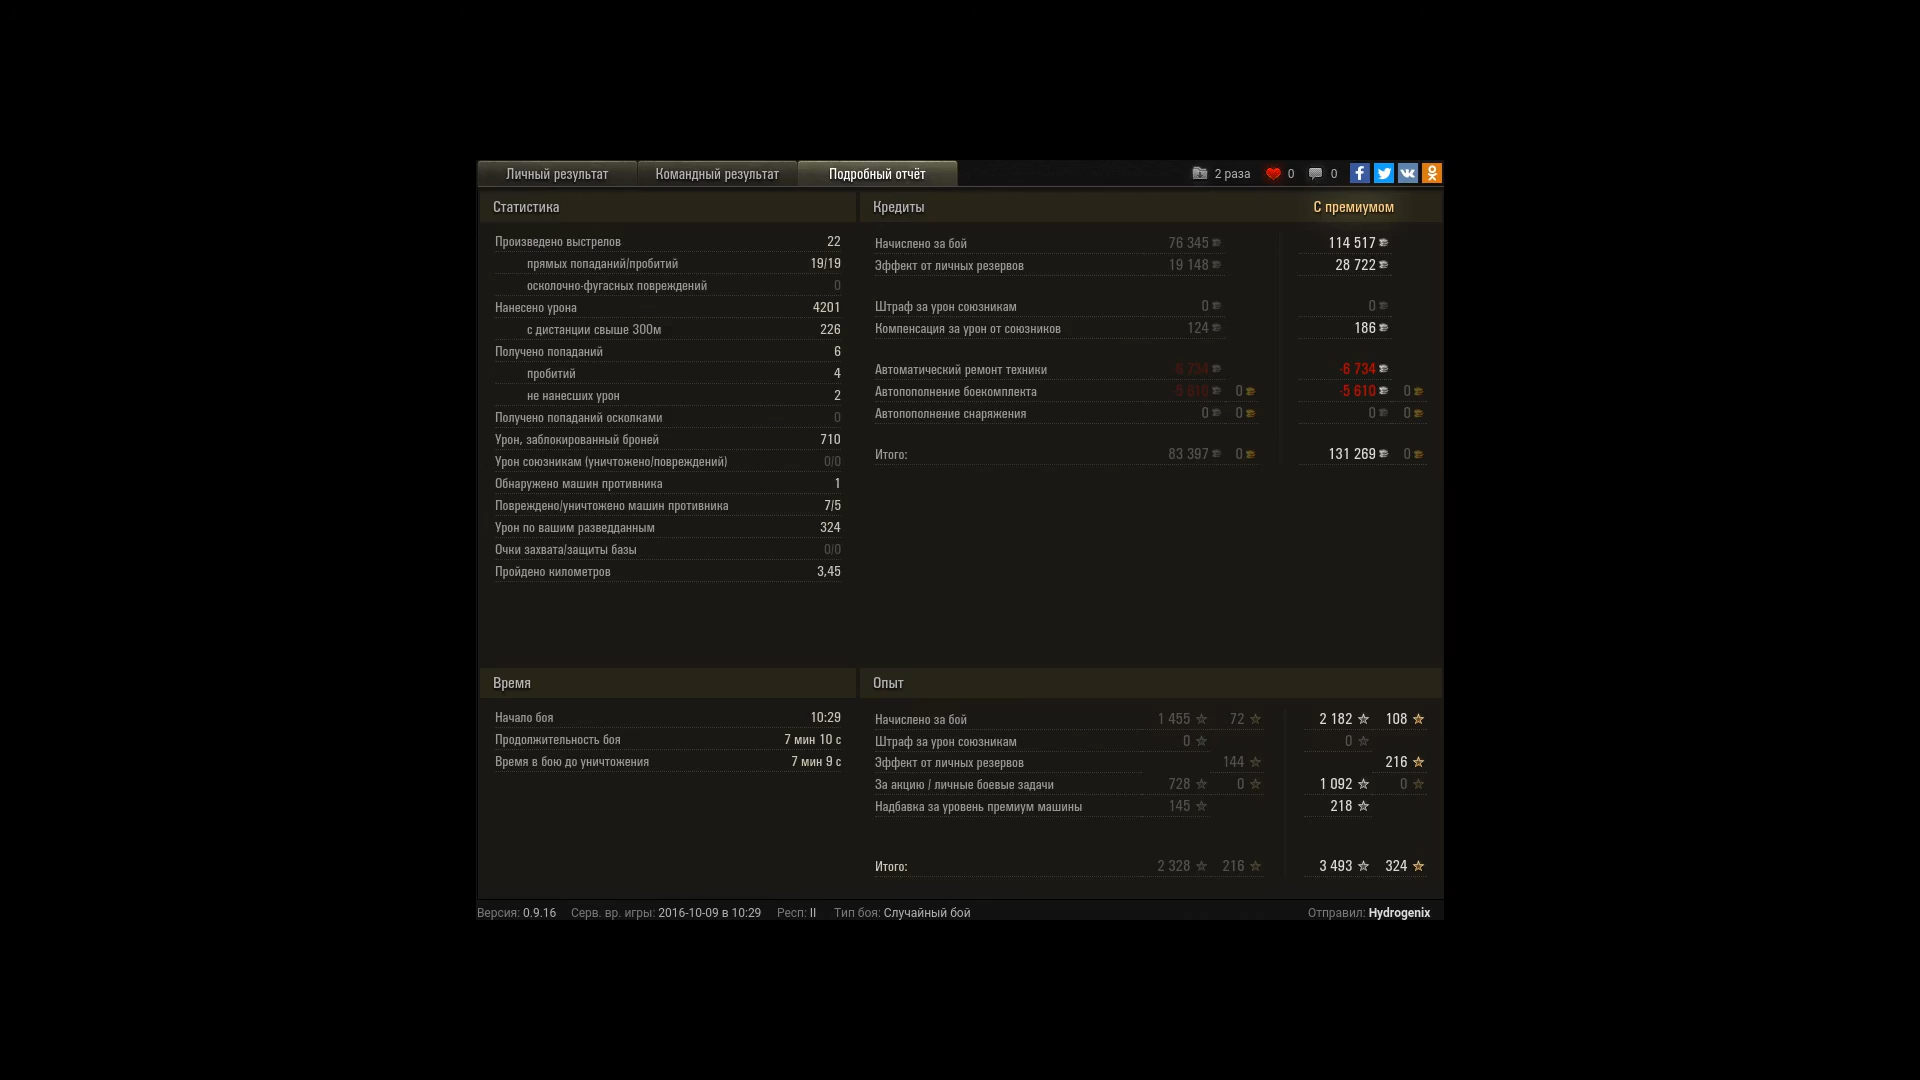 Личный результат Командный результат Подробный отчёт 2 раза 0 0
Статистика
Произведено выстрелов 22
прямых попаданий/пробитий 19/19
осколочно-фугасных повреждений 0
Нанесено урона 4201
с дистанции свыше 300м 226
Получено попаданий 6
пробитий 4
не нанесших урон 2
Получено попаданий осколками 0
Урон, заблокированный броней 710
Урон союзникам (уничтожено/повреждений) 0/0
Обнаружено машин противника 1
Повреждено/уничтожено машин противника 7/5
Урон по вашим разведданным 324
Очки захвата/защиты базы 0/0
Пройдено километров 3,45
Кредиты С премиумом
Начислено за бой 76 345 114 517
Эффект от личных резервов 19 148 28 722
Штраф за урон союзникам 0 0
Компенсация за урон от союзников 124 186
Автоматический ремонт техники -6 734 -6 734
Автопополнение боекомплекта -5 610 0 -5 610 0
Автопополнение снаряжения 0 0 0 0
Итого: 83 397 0 131 269 0
Время
Начало боя 10:29
Продолжительность боя 7 мин 10 с
Время в бою до уничтожения 7 мин 9 с
Опыт
Начислено за бой 1 455 72 2 182 108
Штраф за урон союзникам 0 0
Эффект от личных резервов 144 216
За акцию / личные боевые задачи 728 0 1 092 0
Надбавка за уровень премиум машины 145 218
Итого: 2 328 216 3 493 324
Версия: 0.9.16 Серв. вр. игры: 2016-10-09 в 10:29 Респ: II Тип боя: Случайный бой Отправил: Hydrogenix